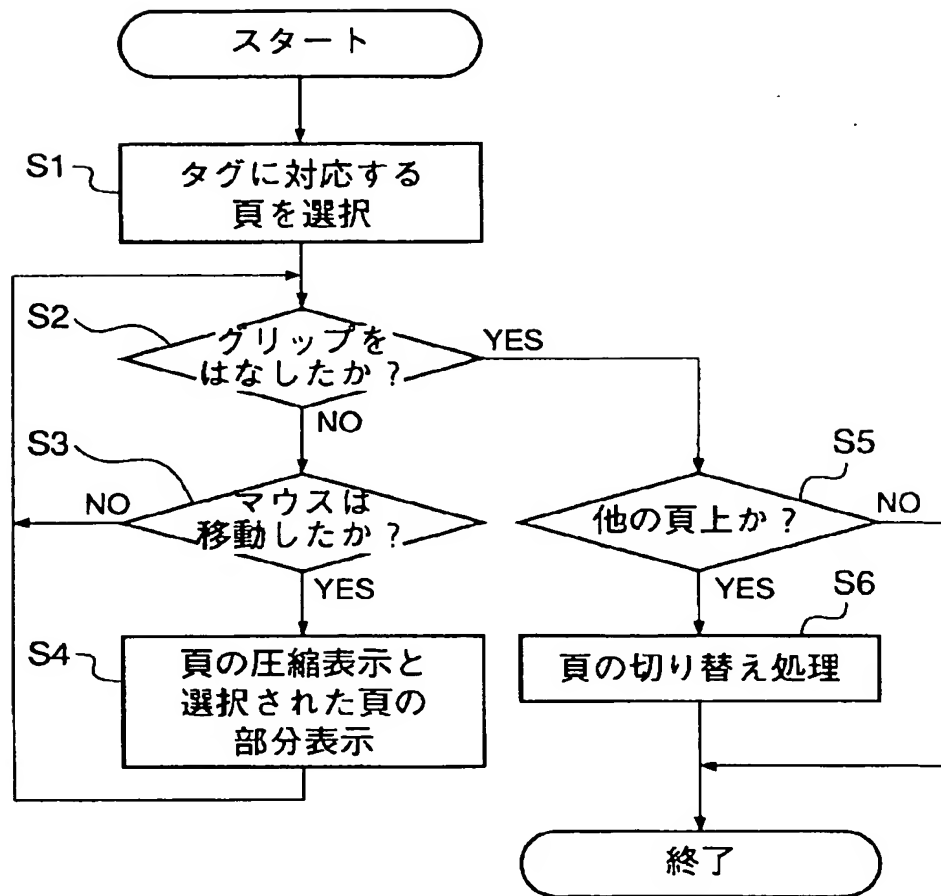 スタート
S1
タグに対応する
頁を選択
S2
グリップを
はなしたか？
YES
NO
S3
マウスは
移動したか？
NO
YES
S4
頁の圧縮表示と
選択された頁の
部分表示
S5
他の頁上か？
NO
YES
S6
頁の切り替え処理
終了